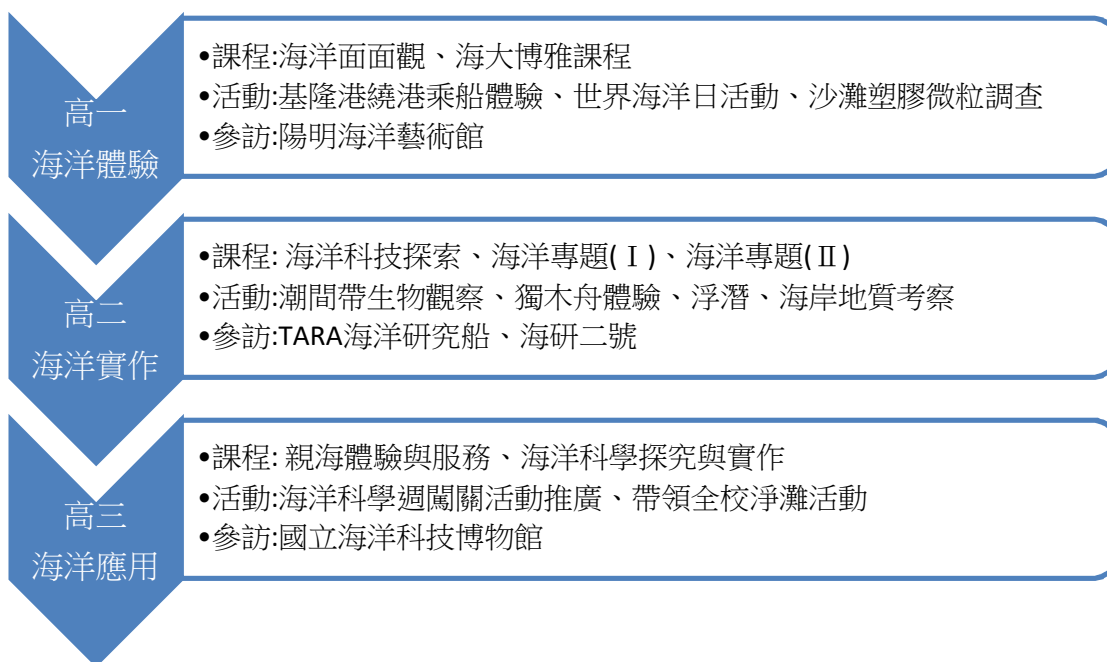 高一
海洋體驗
•課程:海洋面面觀、海大博雅課程
•活動:基隆港繞港乘船體驗、世界海洋日活動、沙灘塑膠微粒調查
•參訪:陽明海洋藝術館
高二
海洋實作
•課程: 海洋科技探索、海洋專題(Ⅰ)、海洋專題(Ⅱ)
•活動:潮間帶生物觀察、獨木舟體驗、浮潛、海岸地質考察
•參訪:TARA海洋研究船、海研二號
高三
海洋應用
•課程: 親海體驗與服務、海洋科學探究與實作
•活動:海洋科學週闖關活動推廣、帶領全校淨灘活動
•參訪:國立海洋科技博物館